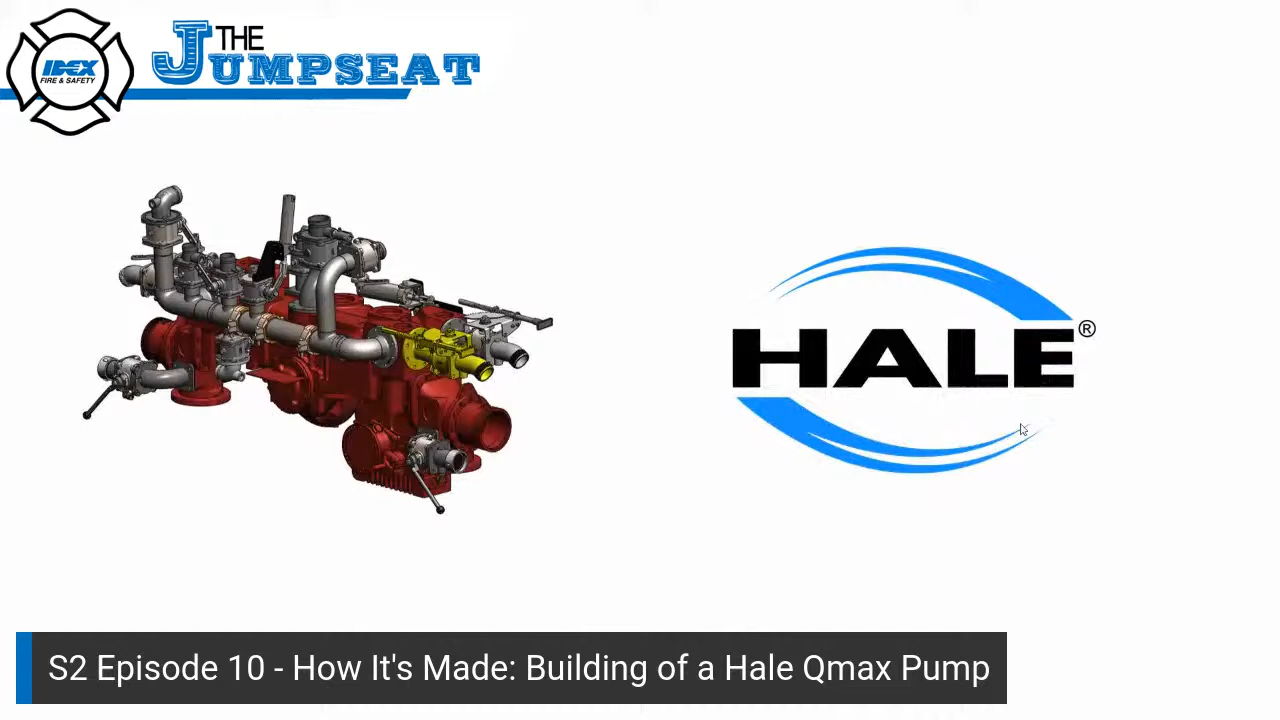 THE
JUMPSEAT
IDEX
FIRE & SAFETY
HALE®
S2 Episode 10 - How It's Made: Building of a Hale Qmax Pump